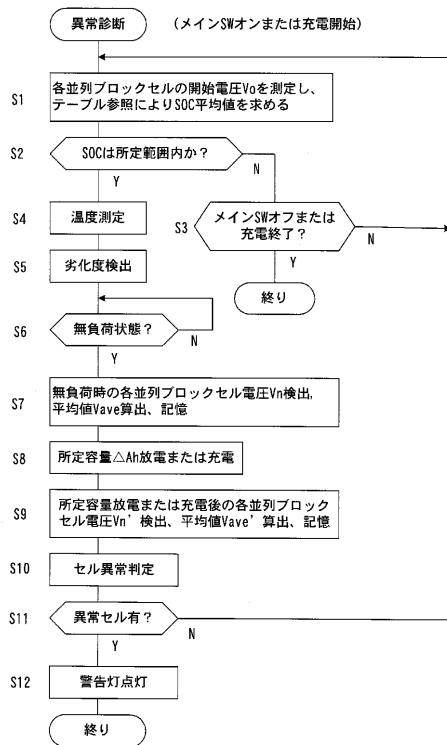 異常診断 (メインSWオンまたは充電開始)
S1 各並列ブロックセルの開始電圧Voを測定し、
テーブル参照によりSOC平均値を求める
S2 SOCは所定範囲内か?
N
Y
S4 温度測定
S3 メインSWオフまたは
充電終了?
N
S5 劣化度検出
Y
終り
S6 無負荷状態?
N
Y
S7 無負荷時の各並列ブロックセル電圧Vn検出,
平均値Vave算出、記憶
S8 所定容量△Ah放電または充電
S9 所定容量放電または充電後の各並列ブロック
セル電圧Vn'検出、平均値Vave'算出、記憶
S10 セル異常判定
S11 異常セル有?
N
Y
S12 警告灯点灯
終り